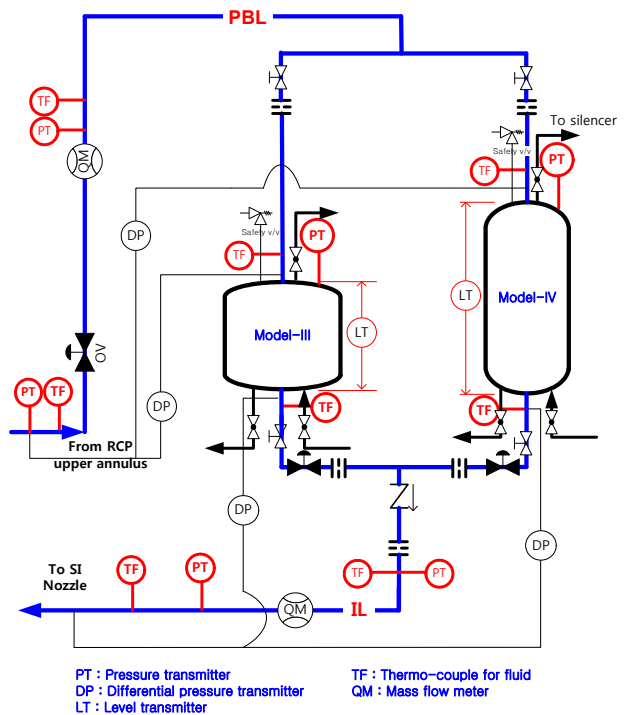 PBL
TF
PT
QM
To silencer
Safety v/v
PT
TF
DP
Safety v/v
PT
TF
LT
Model-IV
Model-III
LT
OV
PT
TF
DP
TF
TF
From RCP
upper annulus
DP
DP
To SI
Nozzle
TF
PT
TF
PT
QM
IL
PT : Pressure transmitter
DP : Differential pressure transmitter
LT : Level transmitter
TF : Thermo-couple for fluid
QM : Mass flow meter